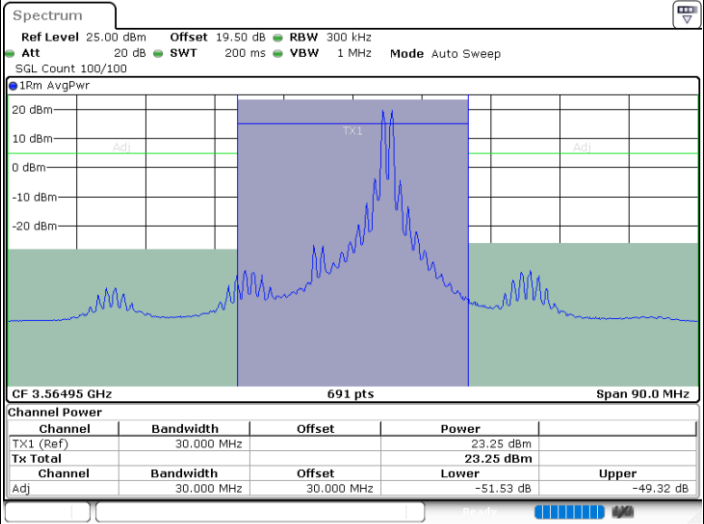 Spectrum
Ref Level 25.00 dBm Offset 19.50 dB RBW 300 kHz
Att 20 dB SWT 200 ms VBW 1 MHz Mode Auto Sweep
SGL Count 100/100
1Rm AvgPwr
20 dBm
TX1
10 dBm
Adj Adj
0 dBm
-10 dBm
-20 dBm
CF 3.56495 GHz 691 pts Span 90.0 MHz
Channel Power
Channel Bandwidth Offset Power
TX1 (Ref) 30.000 MHz 23.25 dBm
Tx Total 23.25 dBm
Channel Bandwidth Offset Lower Upper
Adj 30.000 MHz 30.000 MHz -51.53 dB -49.32 dB
Ready